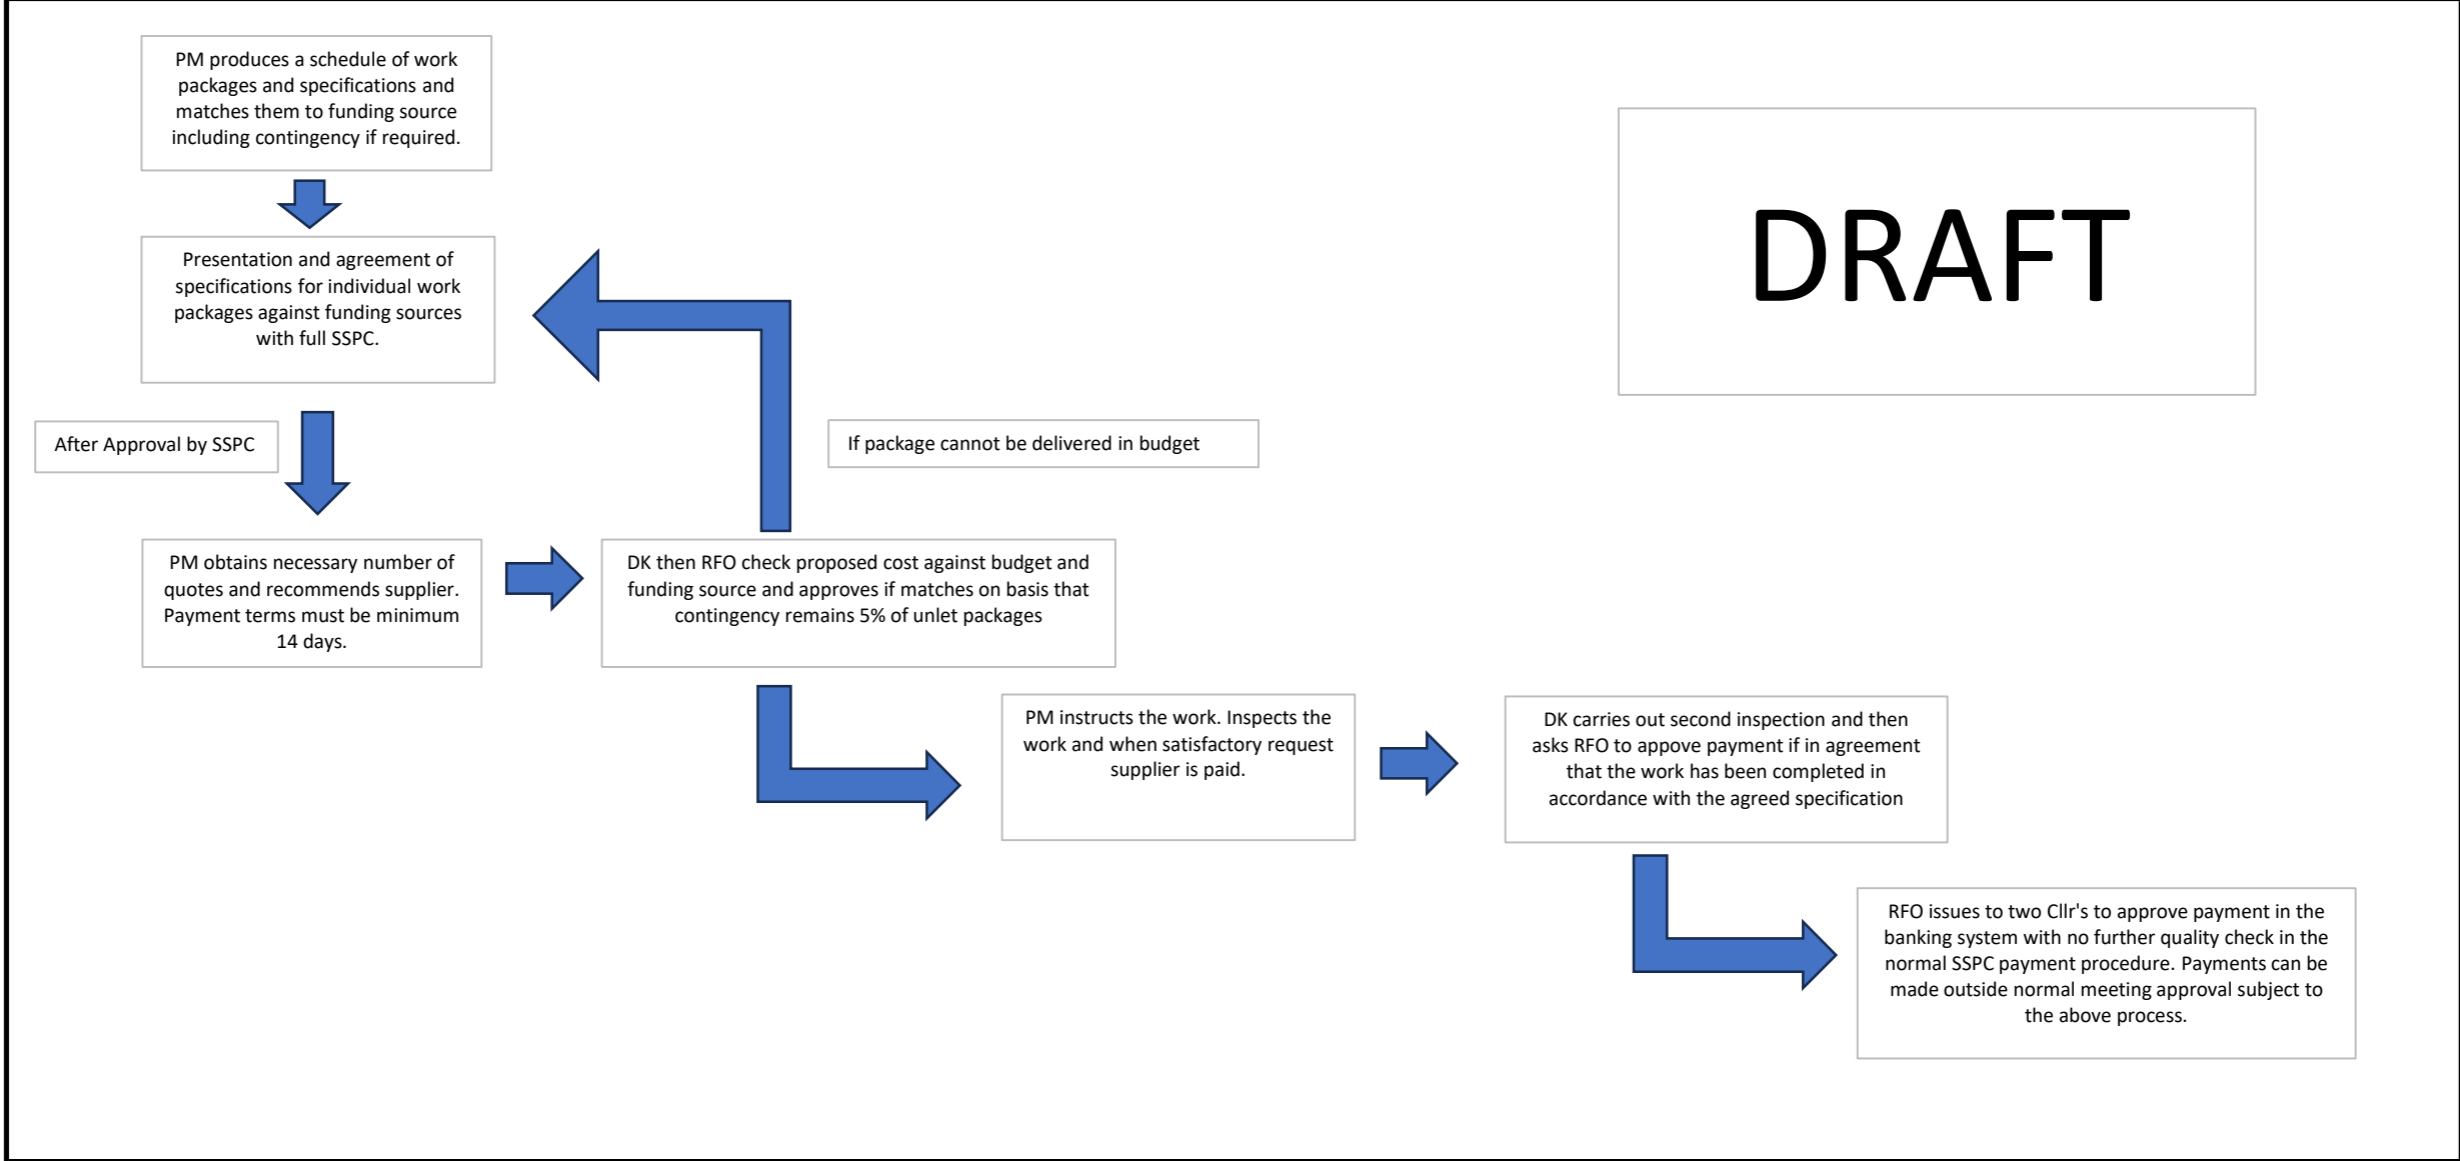 PM produces a schedule of work
packages and specifications and
matches them to funding source
including contingency if required.
DRAFT
Presentation and agreement of
specifications for individual work
packages against funding sources
with full SSPC.
After Approval by SSPC
If package cannot be delivered in budget
PM obtains necessary number of
quotes and recommends supplier.
Payment terms must be minimum
14 days.
DK then RFO check proposed cost against budget and
funding source and approves if matches on basis that
contingency remains 5% of unlet packages
PM instructs the work. Inspects the
work and when satisfactory request
supplier is paid.
DK carries out second inspection and then
asks RFO to appove payment if in agreement
that the work has been completed in
accordance with the agreed specification
RFO issues to two Cllr's to approve payment in the
banking system with no further quality check in the
normal SSPC payment procedure. Payments can be
made outside normal meeting approval subject to
the above process.